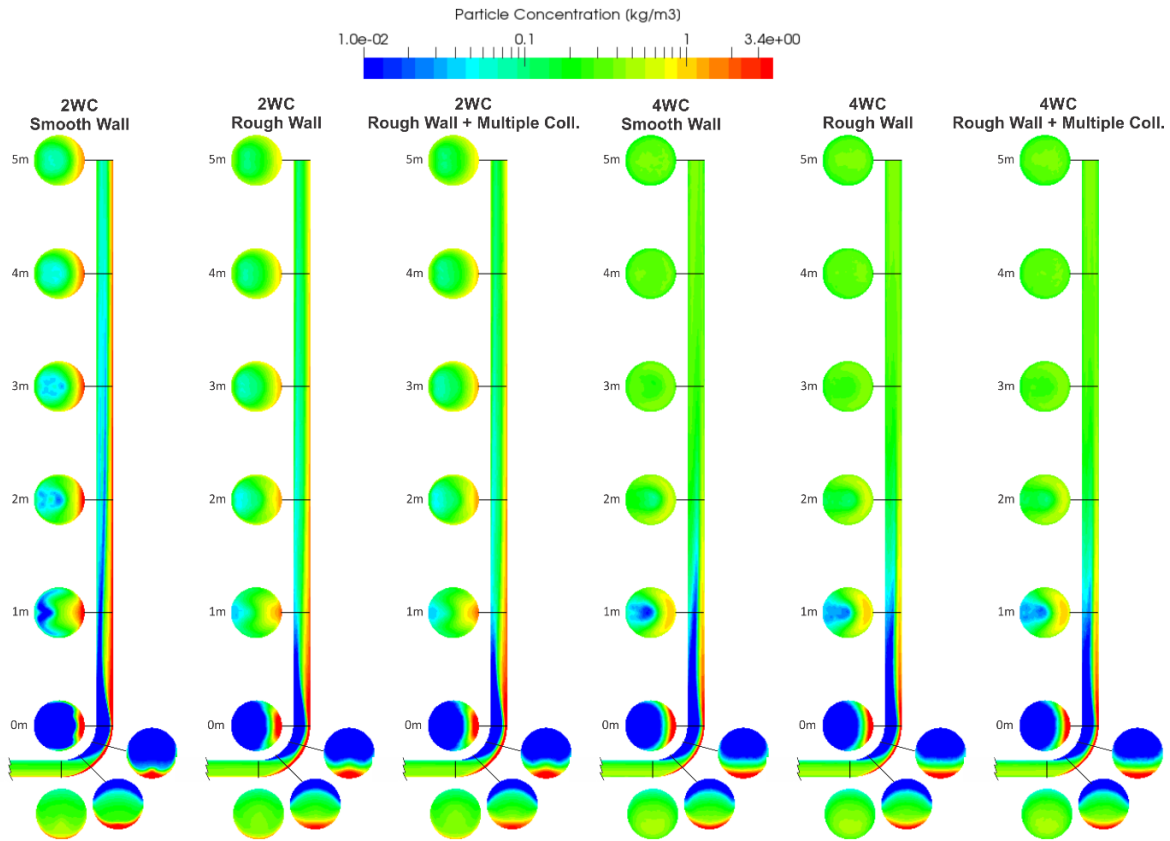 Particle Concentration [kg/m3]
1.0e-02 0.1 1 3.4e+00
2WC
Smooth Wall
2WC
Rough Wall
2WC
Rough Wall + Multiple Coll.
4WC
Smooth Wall
4WC
Rough Wall
4WC
Rough Wall + Multiple Coll.
5m 5m 5m 5m 5m 5m
4m 4m 4m 4m 4m 4m
3m 3m 3m 3m 3m 3m
2m 2m 2m 2m 2m 2m
1m 1m 1m 1m 1m 1m
0m 0m 0m 0m 0m 0m